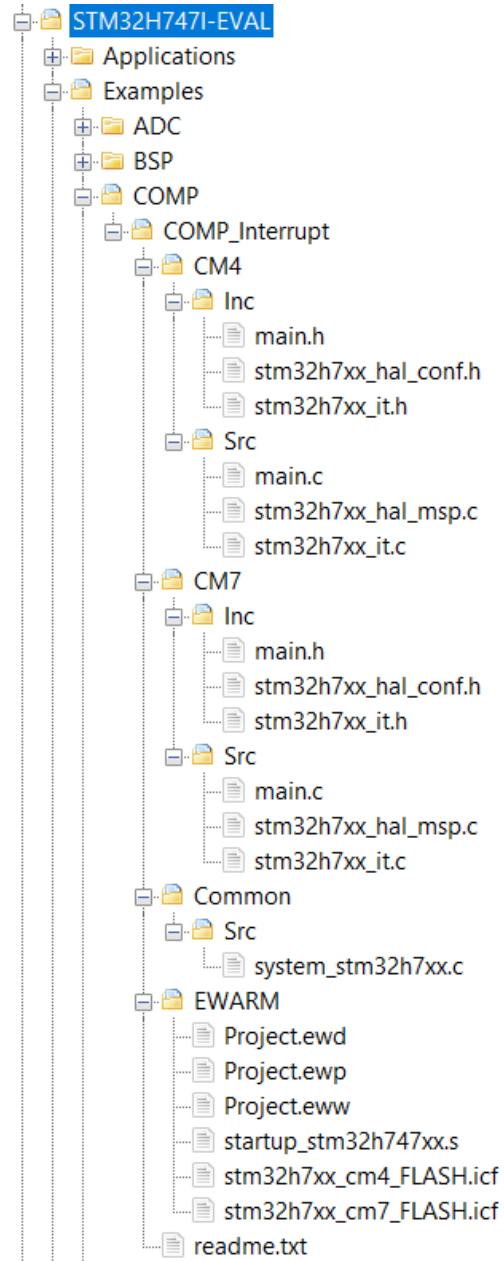 STM32H747I-EVAL
Applications
Examples
ADC
BSP
COMP
COMP_Interrupt
CM4
Inc
main.h
stm32h7xx_hal_conf.h
stm32h7xx_it.h
Src
main.c
stm32h7xx_hal_msp.c
stm32h7xx_it.c
CM7
Inc
main.h
stm32h7xx_hal_conf.h
stm32h7xx_it.h
Src
main.c
stm32h7xx_hal_msp.c
stm32h7xx_it.c
Common
Src
system_stm32h7xx.c
EWARM
Project.ewd
Project.ewp
Project.eww
startup_stm32h747xx.s
stm32h7xx_cm4_FLASH.icf
stm32h7xx_cm7_FLASH.icf
readme.txt